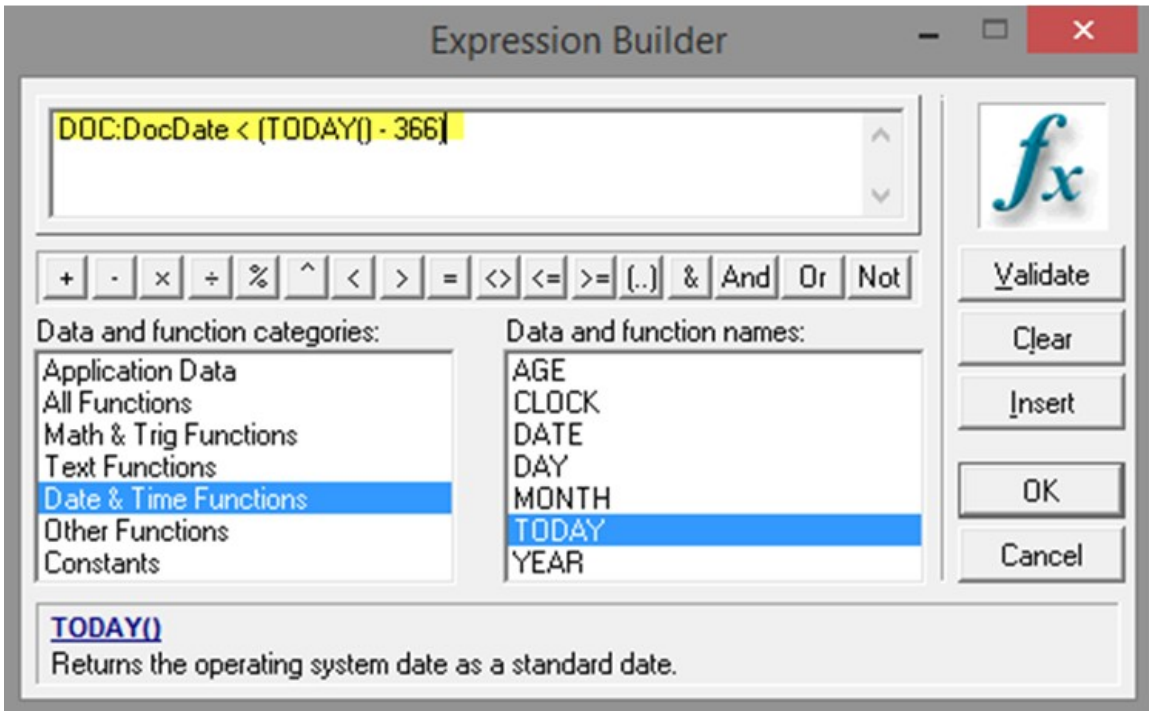 Expression Builder
DOC:DocDate < (TODAY() - 366)
fx
+ - × ÷ % ^ < > = <> <= >= (..) & And Or Not
Validate
Clear
Insert
OK
Cancel
Data and function categories:
Application Data
All Functions
Math & Trig Functions
Text Functions
Date & Time Functions
Other Functions
Constants
Data and function names:
AGE
CLOCK
DATE
DAY
MONTH
TODAY
YEAR
TODAY()
Returns the operating system date as a standard date.